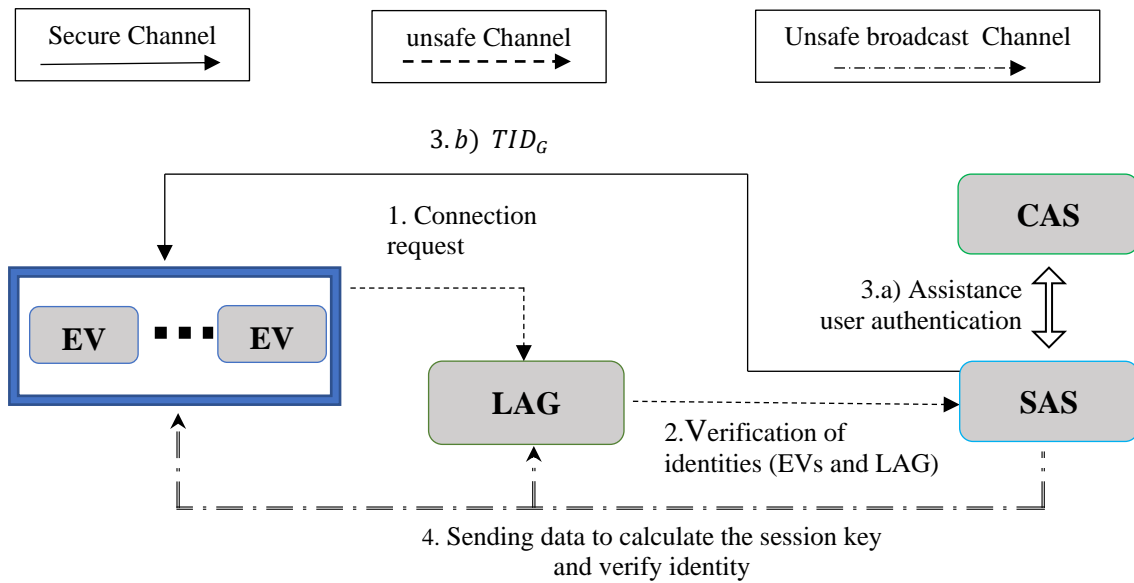 Secure Channel
unsafe Channel
Unsafe broadcast Channel
3. b) TID_G
1. Connection
request
CAS
3.a) Assistance
user authentication
EV
EV
LAG
SAS
2.Verification of
identities (EVs and LAG)
4. Sending data to calculate the session key
and verify identity